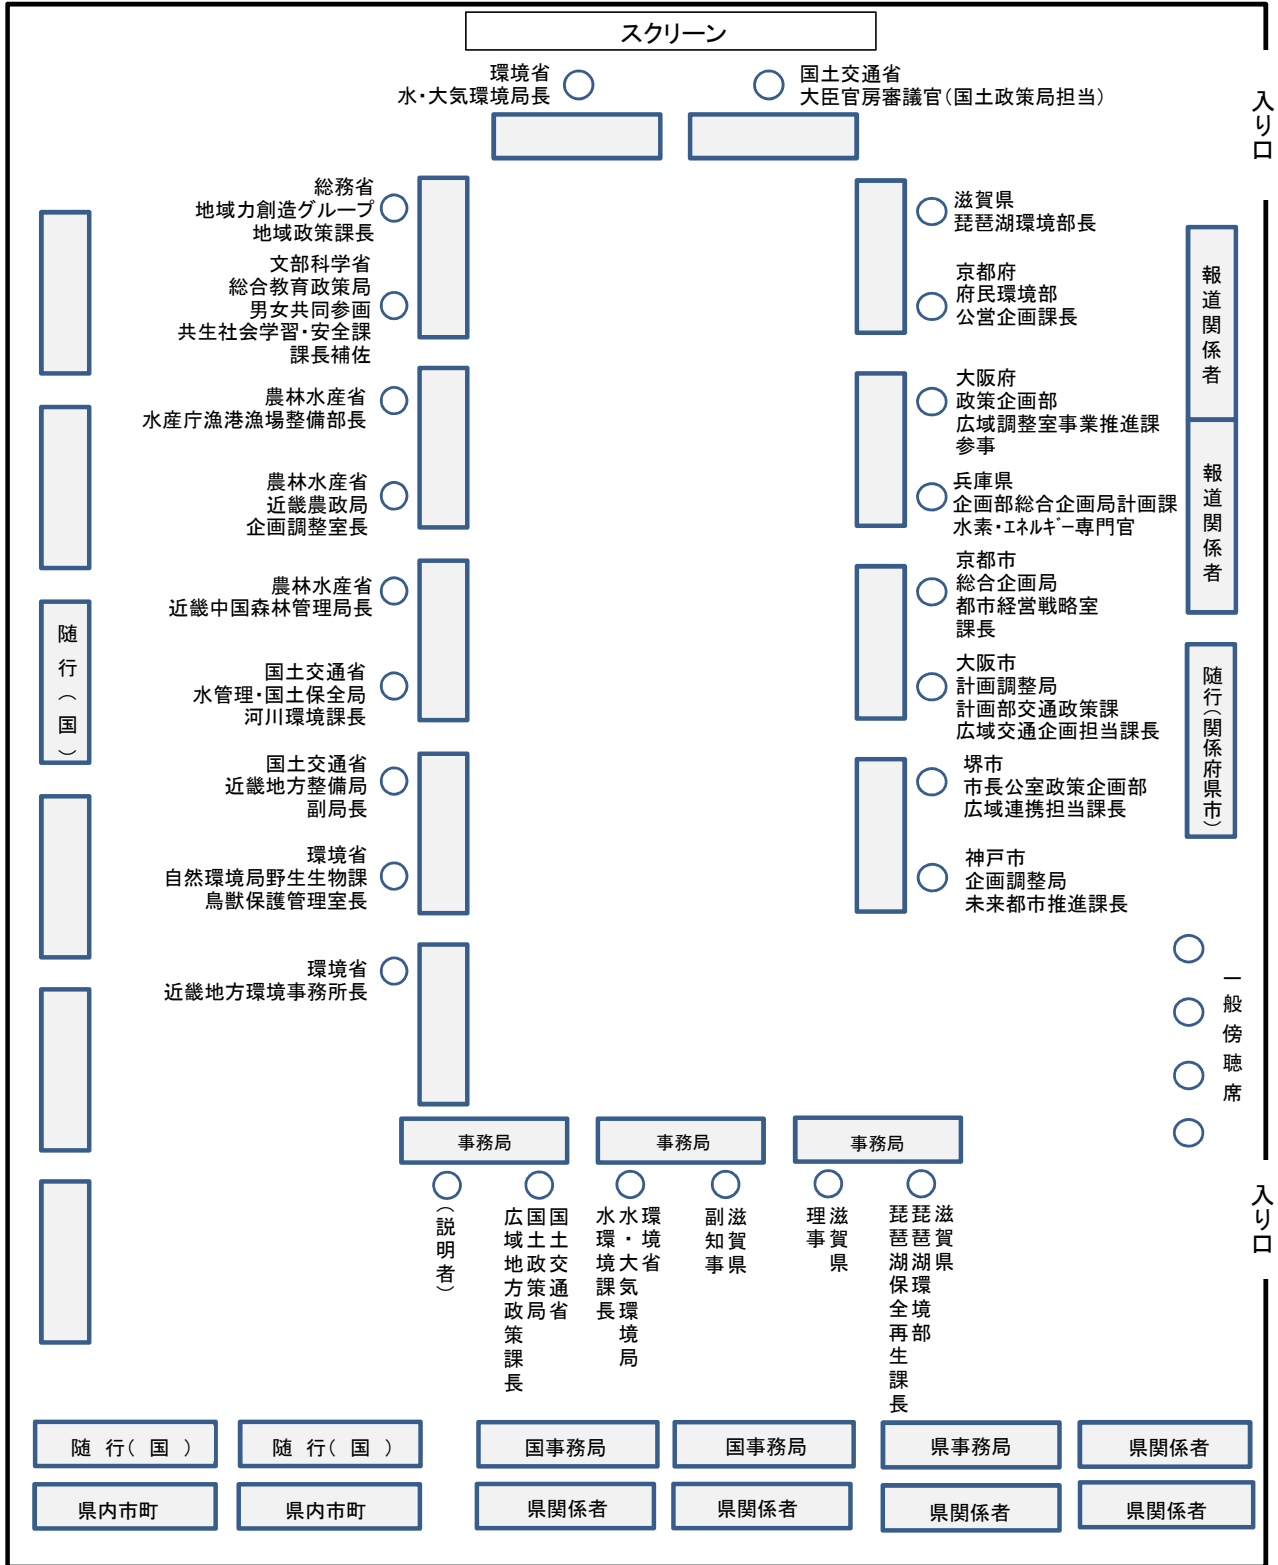 スクリーン
環境省
水・大気環境局長
国土交通省
大臣官房審議官(国土政策局担当)
入り口
総務省
地域力創造グループ
地域政策課長
文部科学省
総合教育政策局
男女共同参画
共生社会学習・安全課
課長補佐
農林水産省
水産庁漁港漁場整備部長
農林水産省
近畿農政局
企画調整室長
農林水産省
近畿中国森林管理局長
国土交通省
水管理・国土保全局
河川環境課長
国土交通省
近畿地方整備局
副局長
環境省
自然環境局野生生物課
鳥獣保護管理室長
環境省
近畿地方環境事務所長
随行(国)
滋賀県
琵琶湖環境部長
京都府
府民環境部
公営企画課長
大阪府
政策企画部
広域調整室事業推進課
参事
兵庫県
企画部総合企画局計画課
水素・エネルギー専門官
京都市
総合企画局
都市経営戦略室
課長
大阪市
計画調整局
計画部交通政策課
広域交通企画担当課長
堺市
市長公室政策企画部
広域連携担当課長
神戸市
企画調整局
未来都市推進課長
報道関係者
報道関係者
随行(関係府県市)
一般傍聴席
入り口
事務局
事務局
事務局
(説明者)
国土交通省
国土政策局
広域地方政策課長
環境省
水・大気環境局
水環境課長
滋賀県
副知事
滋賀県
理事
滋賀県
琵琶湖環境部
琵琶湖保全再生課長
随 行( 国 )
随 行( 国 )
国事務局
国事務局
県事務局
県関係者
県内市町
県内市町
県関係者
県関係者
県関係者
県関係者